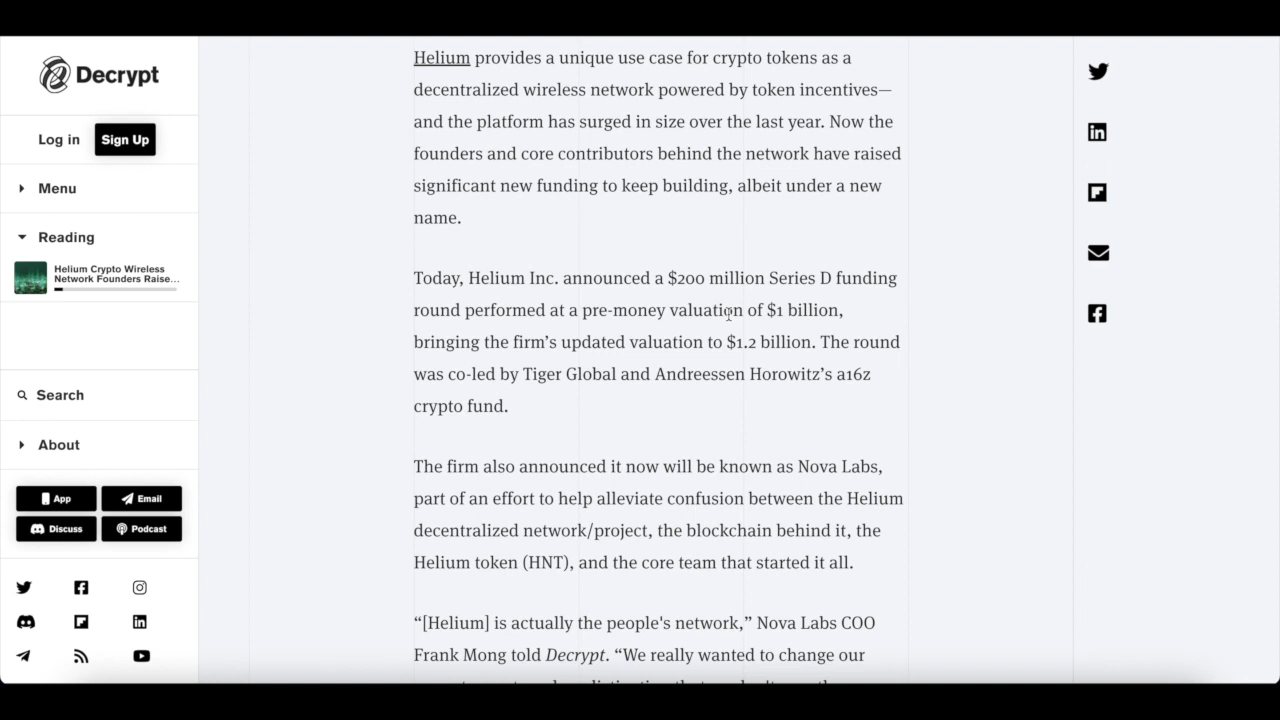 Decrypt
Log in
Sign Up
Menu
Reading
Helium Crypto Wireless
Network Founders Raise...
Search
About
App
Email
Discuss
Podcast
Helium provides a unique use case for crypto tokens as a
decentralized wireless network powered by token incentives—
and the platform has surged in size over the last year. Now the
founders and core contributors behind the network have raised
significant new funding to keep building, albeit under a new
name.
Today, Helium Inc. announced a $200 million Series D funding
round performed at a pre-money valuation of $1 billion,
bringing the firm’s updated valuation to $1.2 billion. The round
was co-led by Tiger Global and Andreessen Horowitz’s a16z
crypto fund.
The firm also announced it now will be known as Nova Labs,
part of an effort to help alleviate confusion between the Helium
decentralized network/project, the blockchain behind it, the
Helium token (HNT), and the core team that started it all.
“[Helium] is actually the people's network,” Nova Labs COO
Frank Mong told Decrypt. “We really wanted to change our